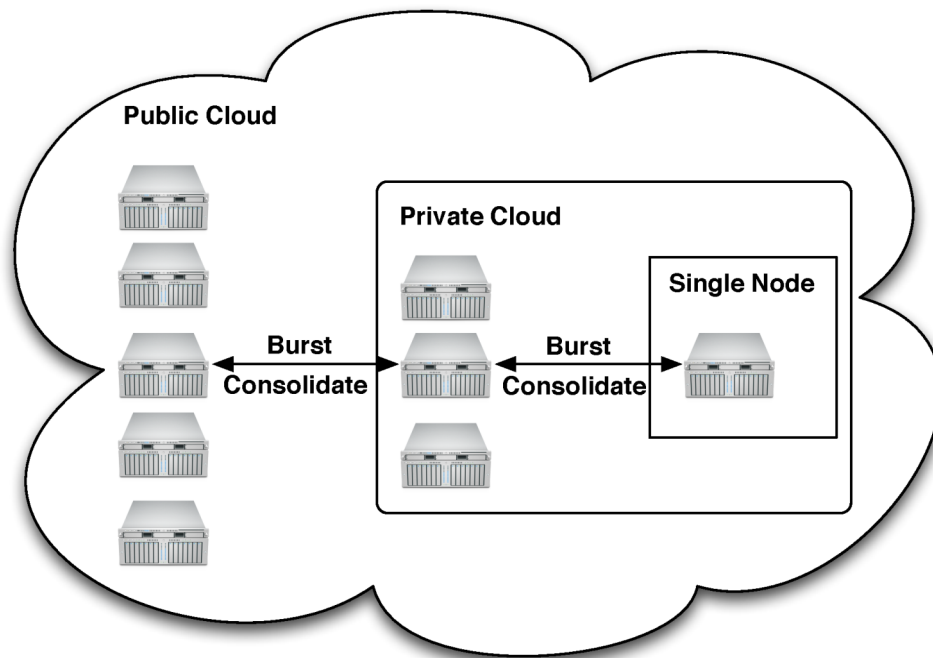 Public Cloud
Private Cloud
Single Node
Burst
Consolidate
Burst
Consolidate